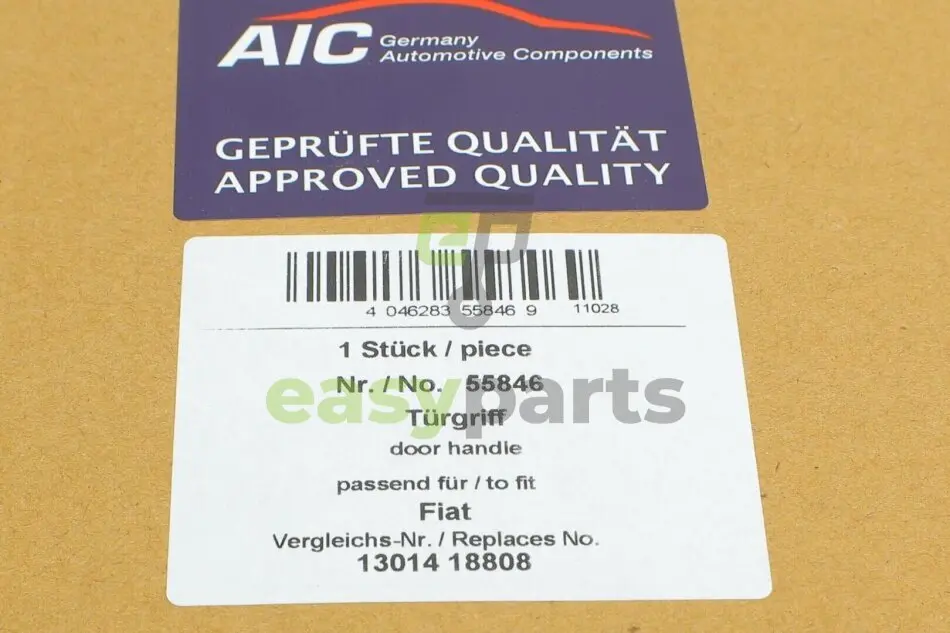 AIC Germany
Automotive Components
GEPRÜFTE QUALITÄT
APPROVED QUALITY
ep
4 046283 55846 9 11028
1 Stück / piece
Nr. / No. 55846
easyparts
Türgriff
door handle
passend für / to fit
Fiat
Vergleichs-Nr. / Replaces No.
13014 18808